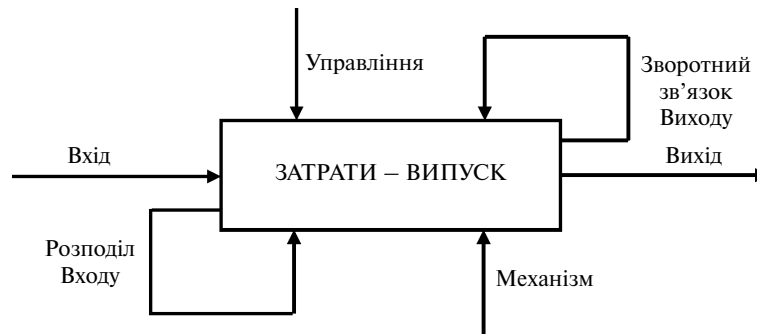 Управління
Зворотний
зв’язок
Виходу
Вхід
ЗАТРАТИ – ВИПУСК
Вихід
Розподіл
Входу
Механізм